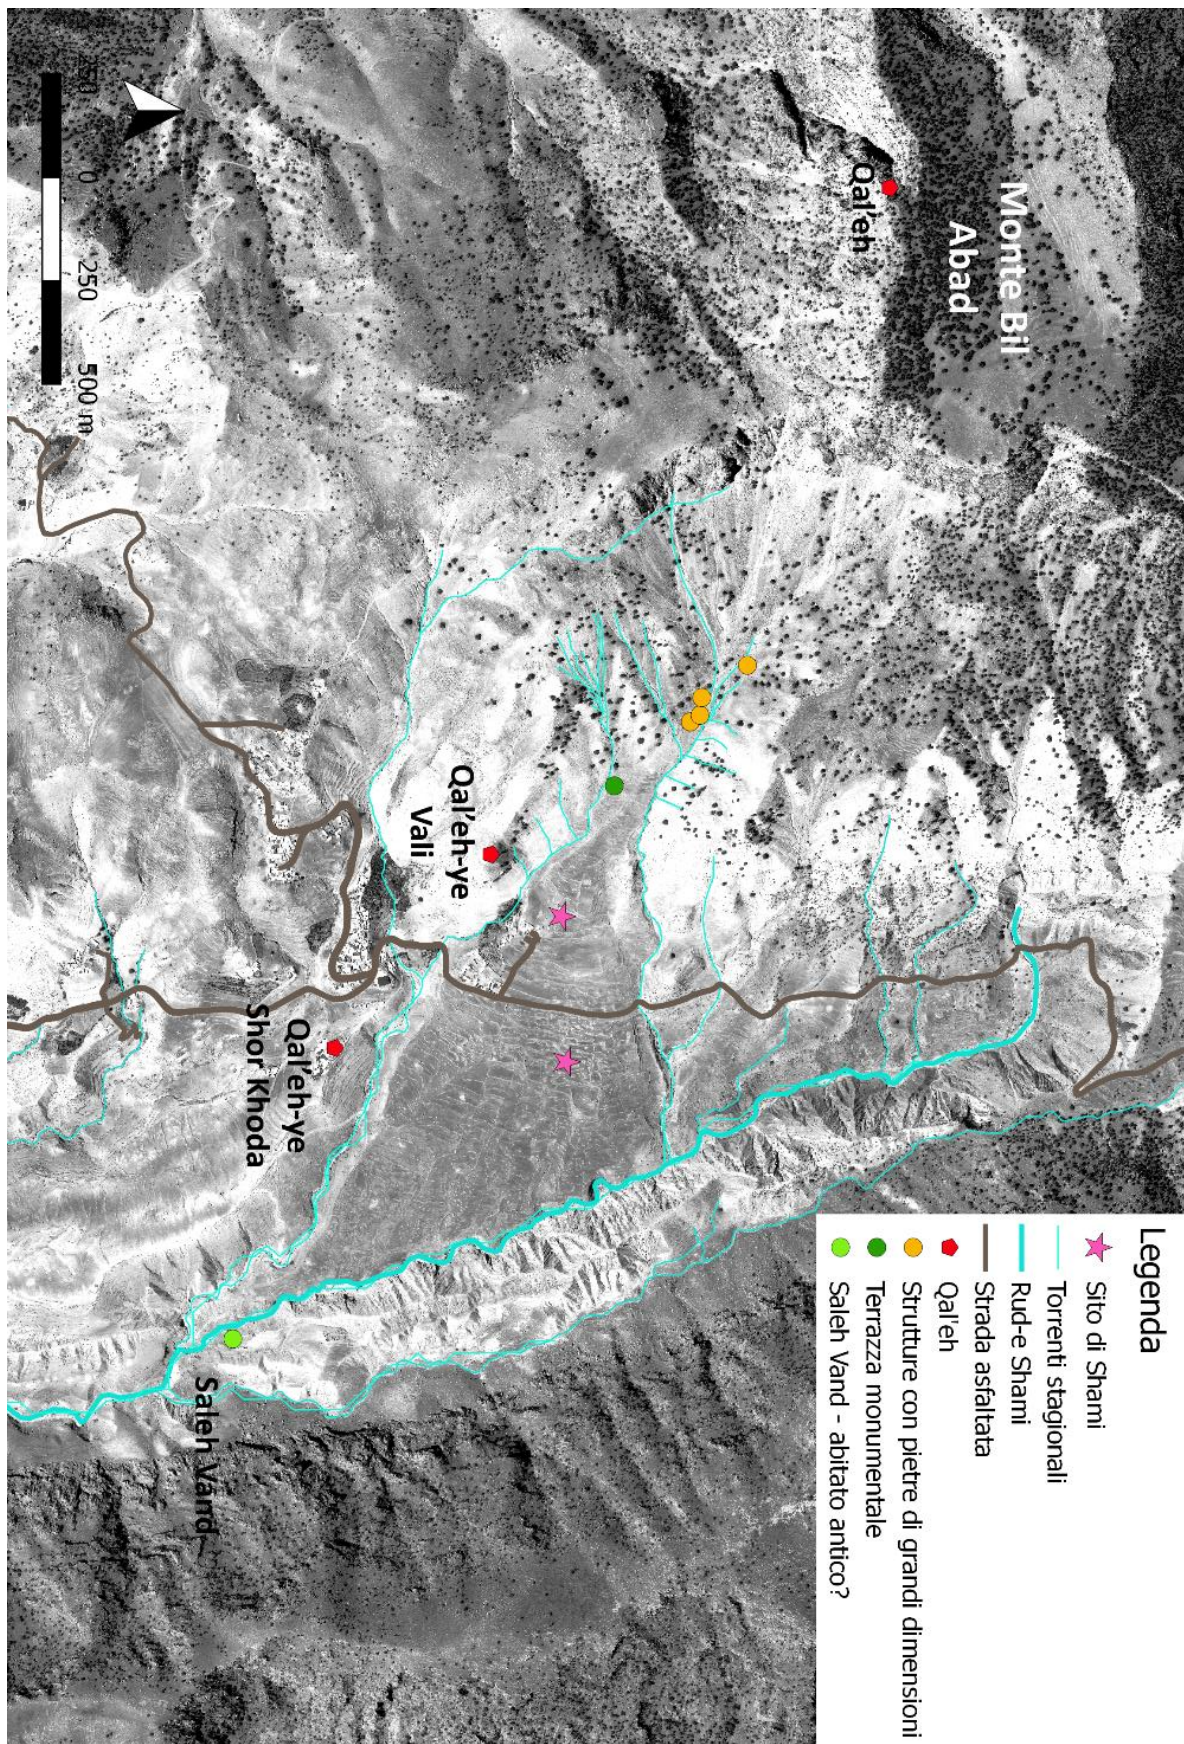 Monte Bil
Abad
Qal'eh
Legenda
Sito di Shami
Torrenti stagionali
Rud-e Shami
Strada asfaltata
Qal'eh
Strutture con pietre di grandi dimensioni
Terrazza monumentale
Saleh Vand - abitato antico?
Qal'eh-ye
Vali
Qal'eh-ye
Shor Khoda
Saleh Vand
250 0 250 500 m